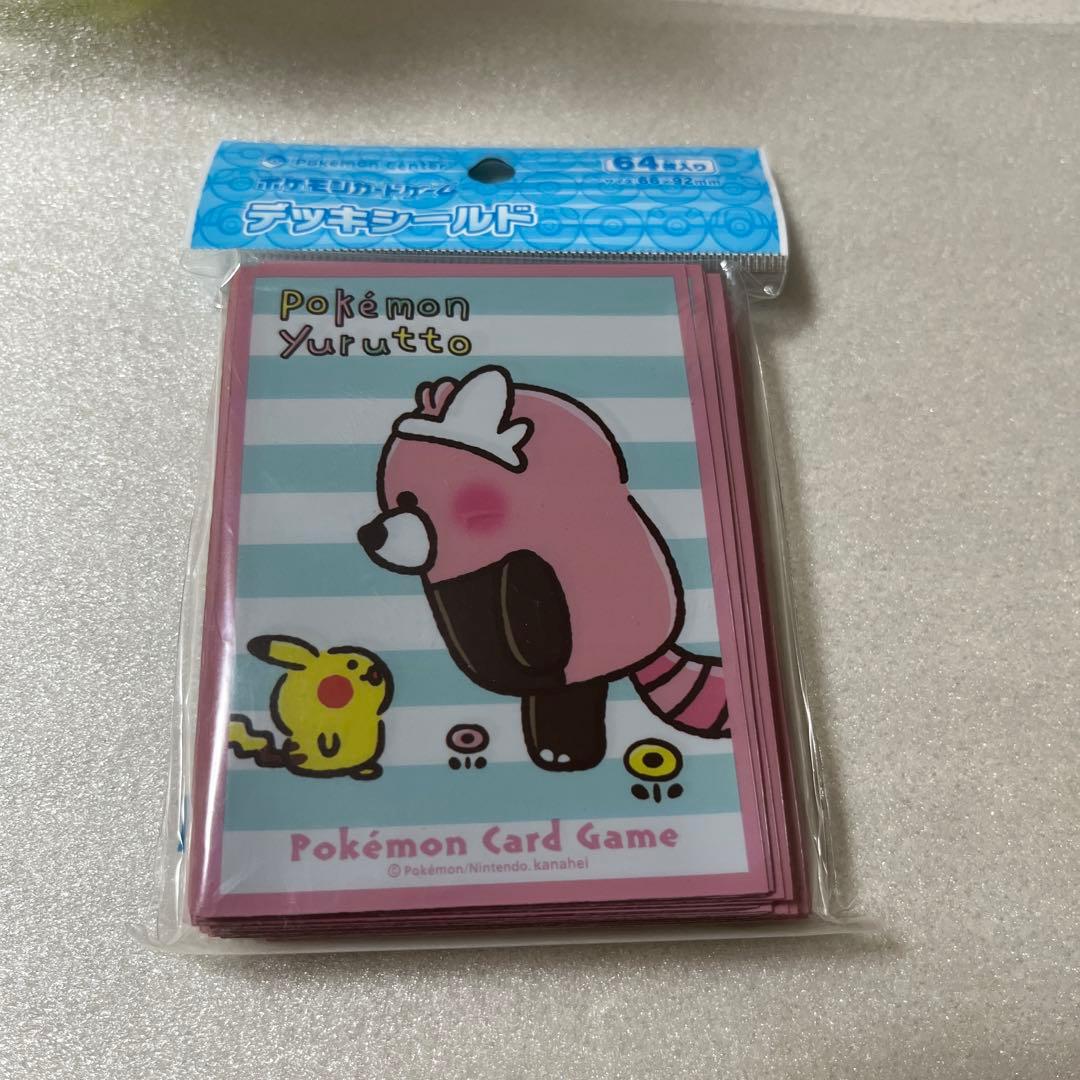 Pokémon Center
64枚入り
サイズ:66×92mm
ポケモンカードゲーム
デッキシールド
Pokémon
Yurutto
Pokémon Card Game
© Pokémon/Nintendo. kanahei